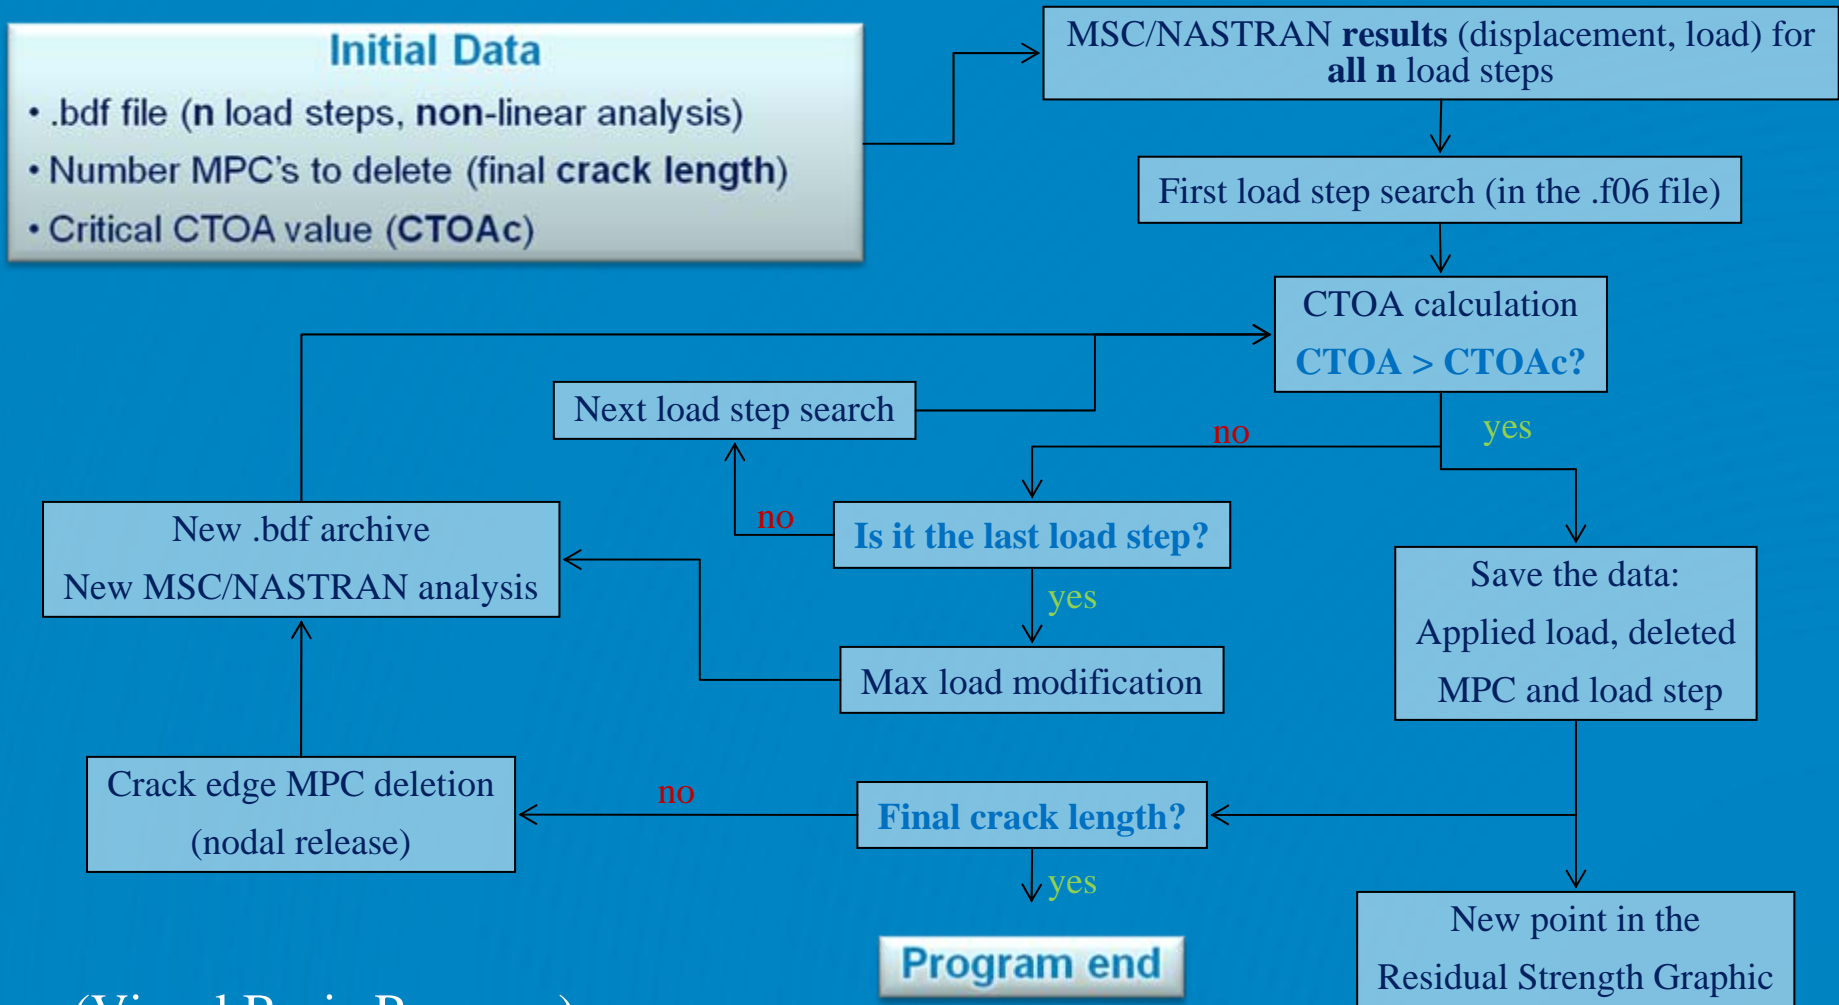 Initial Data
• .bdf file (n load steps, non-linear analysis)
• Number MPC's to delete (final crack length)
• Critical CTOA value (CTOAc)
MSC/NASTRAN results (displacement, load) for
all n load steps
First load step search (in the .f06 file)
CTOA calculation
CTOA > CTOAc?
Next load step search
no
yes
no
Is it the last load step?
New .bdf archive
New MSC/NASTRAN analysis
yes
Save the data:
Applied load, deleted
MPC and load step
Max load modification
Crack edge MPC deletion
(nodal release)
no
Final crack length?
yes
New point in the
Residual Strength Graphic
Program end
(Visual Basic Program)